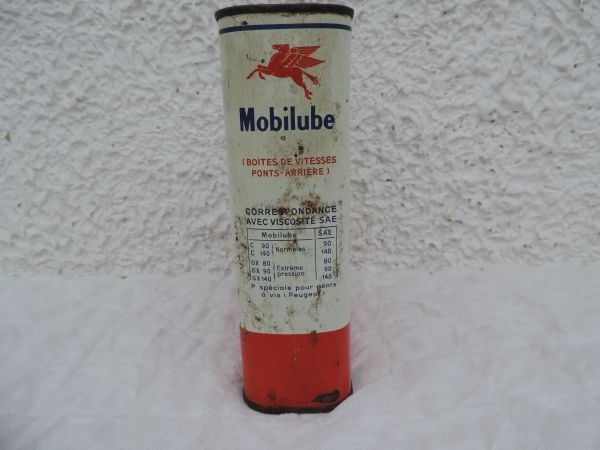 Mobilube
(BOITES DE VITESSES
PONTS-ARRIÈRE)
CORRESPONDANCE
AVEC VISCOSITÉ SAE
Mobilube SAE
C 90 Normales 90
C 140 140
GX 80 Extrême pression 80
GX 90 90
GX 140 140
P spéciale pour ponts
à vis (Peugeot)